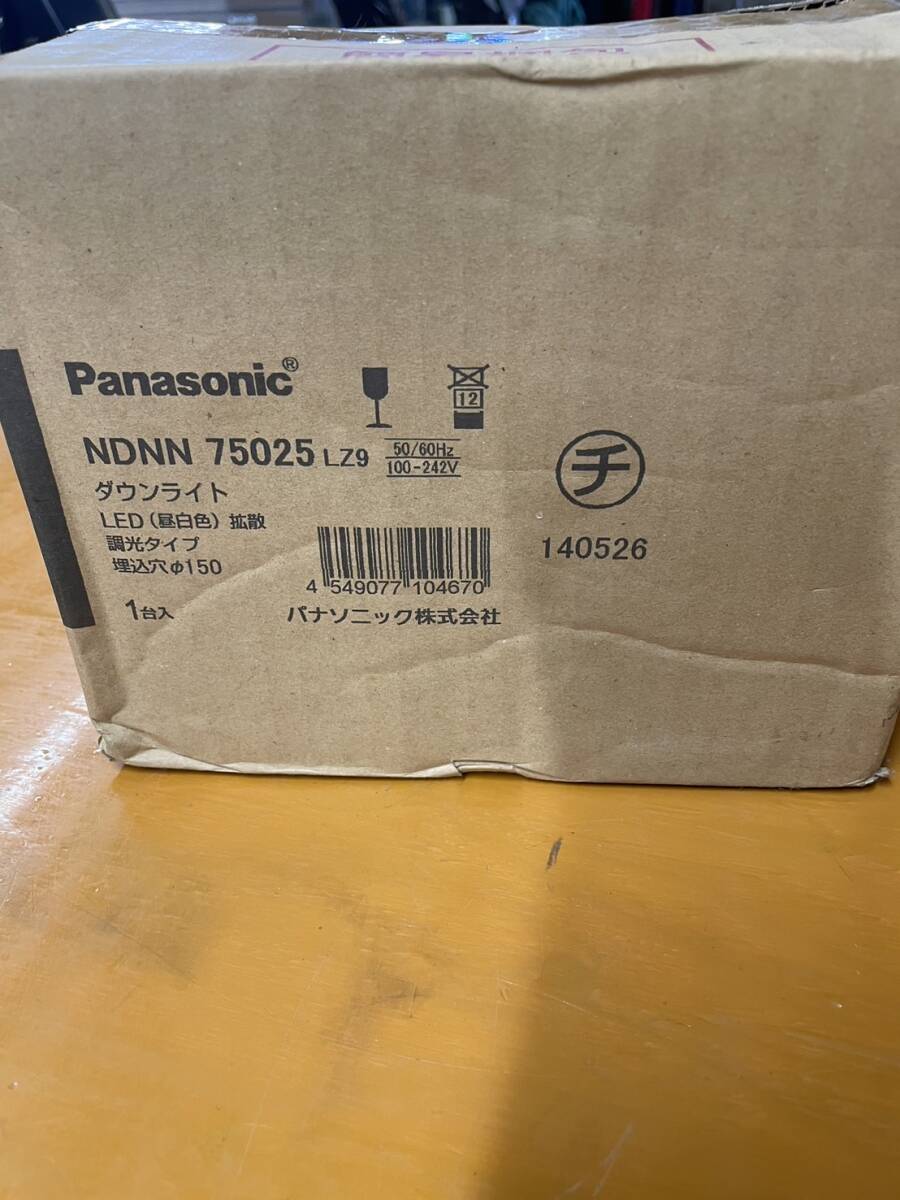 Panasonic®
12
NDNN 75025 LZ9
50/60Hz
100-242V
ダウンライト
LED(昼白色)拡散
調光タイプ
埋込穴φ150
1台入
4 549077 104670
パナソニック株式会社
チ
140526